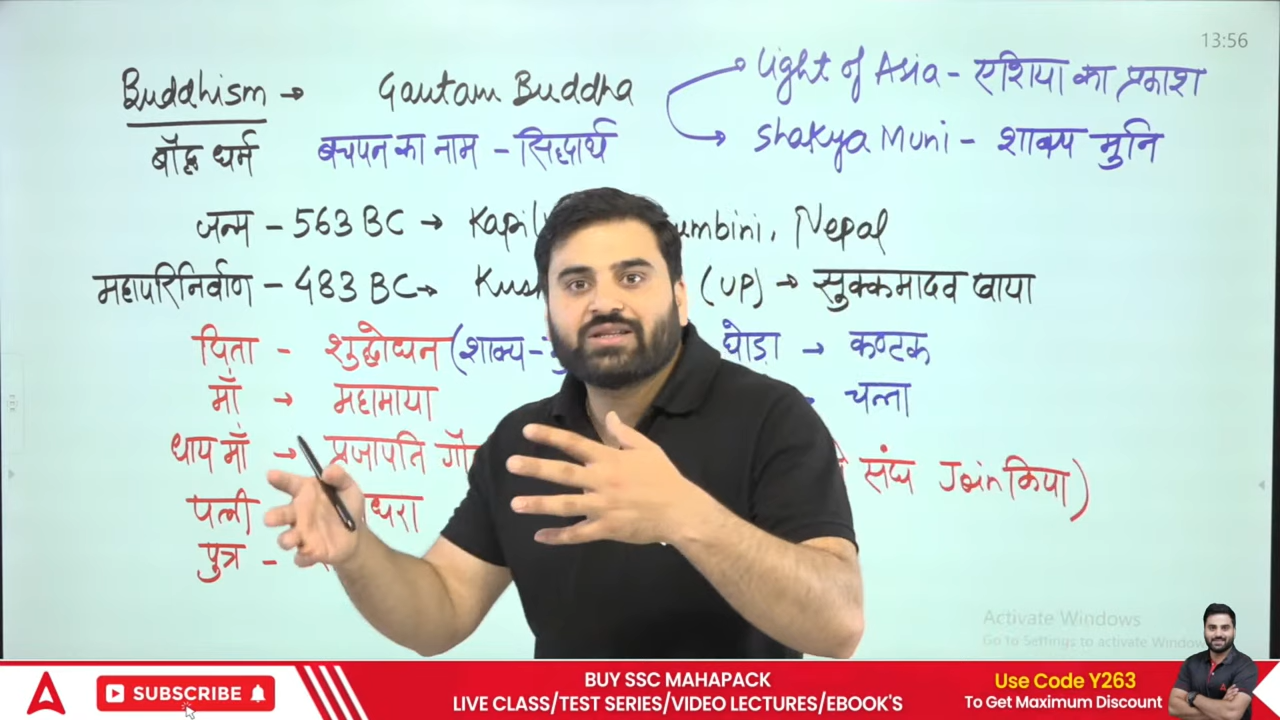 13:56
Buddhism → Gautam Buddha
Light of Asia - एशिया का प्रकाश
बौद्ध धर्म बचपन का नाम - सिद्धार्थ
Shakya Muni - शाक्य मुनि
जन्म - 563 BC → Kapil umbini, Nepal
महापरिनिर्वाण - 483 BC → Kus (UP) → सुक्कमादव खाया
पिता - शुद्धोधन (शाक्य - घोड़ा → कण्टक
माँ → महामाया चन्ना
धाय माँ → प्रजापति गौ संघ Join किया)
पत्नी धरा
पुत्र -
Activate Windows
Go to Settings to activate Windows
SUBSCRIBE
BUY SSC MAHAPACK
LIVE CLASS/TEST SERIES/VIDEO LECTURES/EBOOK'S
Use Code Y263
To Get Maximum Discount